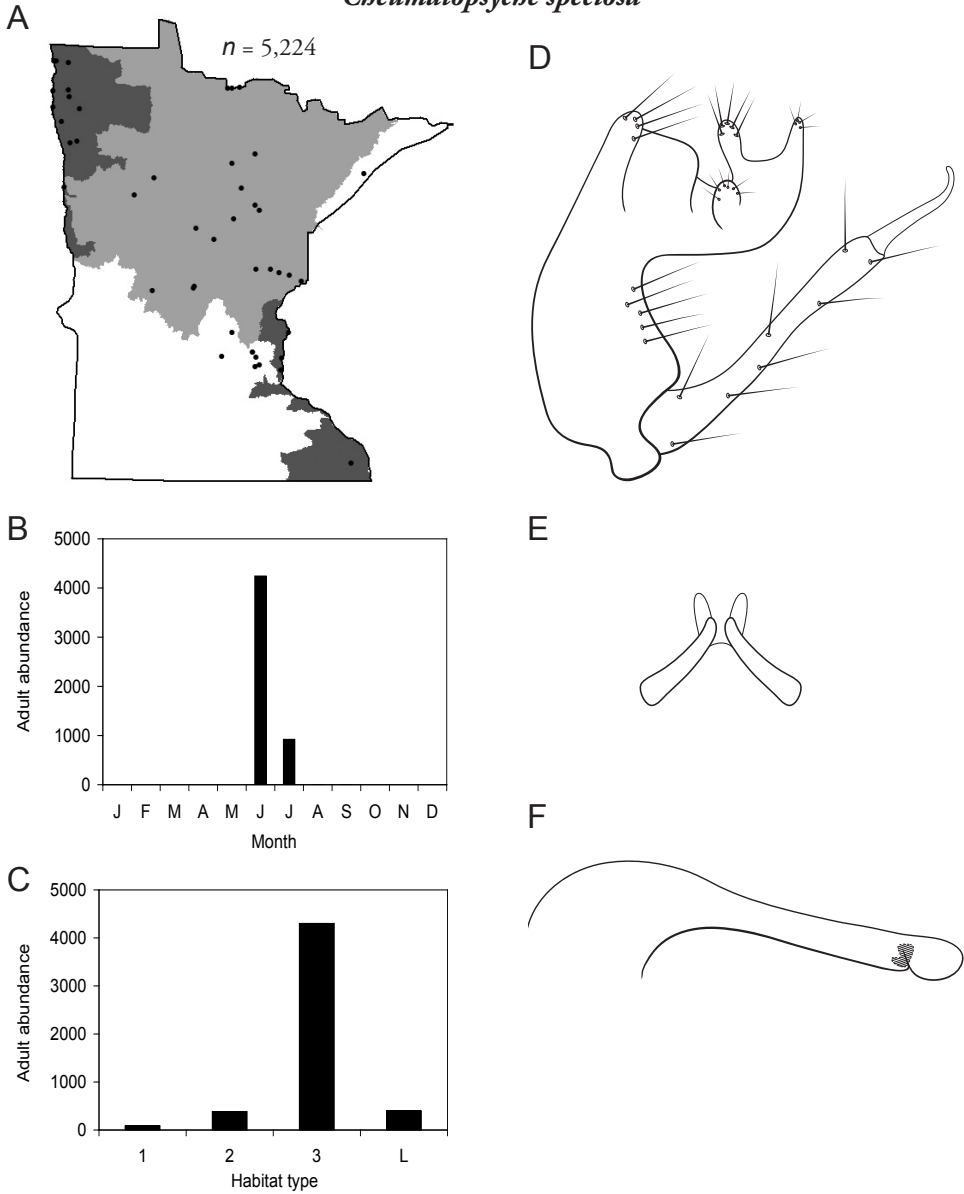 Cheumatopsyche speciosa
A
n = 5,224
D
B
5000
4000
3000
2000
1000
0
Adult abundance
J F M A M J J A S O N D
Month
E
C
5000
4000
3000
2000
1000
0
Adult abundance
1 2 3 L
Habitat type
F